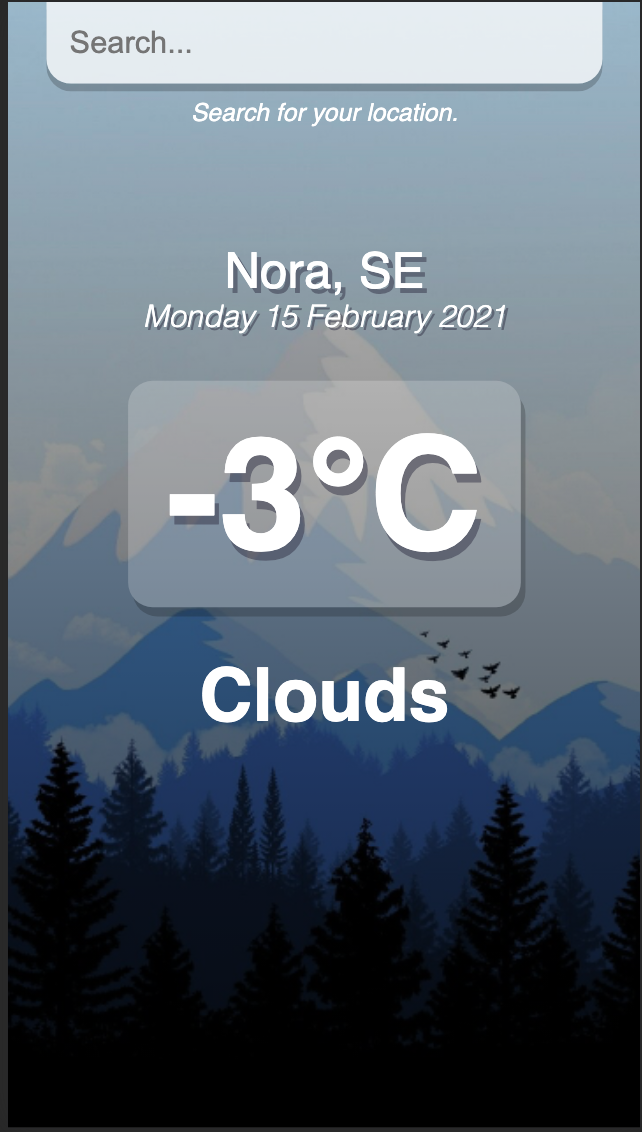 Search...
Search for your location.
Nora, SE
Monday 15 February 2021
-3°C
Clouds